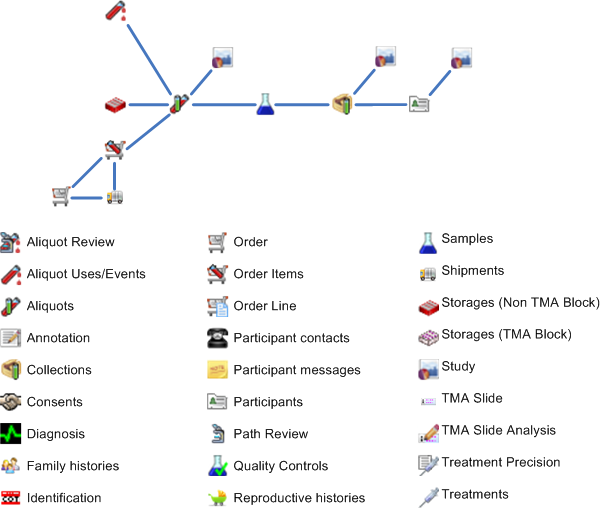 Aliquot Review
Aliquot Uses/Events
Aliquots
Annotation
Collections
Consents
Diagnosis
Family histories
Identification
Order
Order Items
Order Line
Participant contacts
Participant messages
Participants
Path Review
Quality Controls
Reproductive histories
Samples
Shipments
Storages (Non TMA Block)
Storages (TMA Block)
Study
TMA Slide
TMA Slide Analysis
Treatment Precision
Treatments